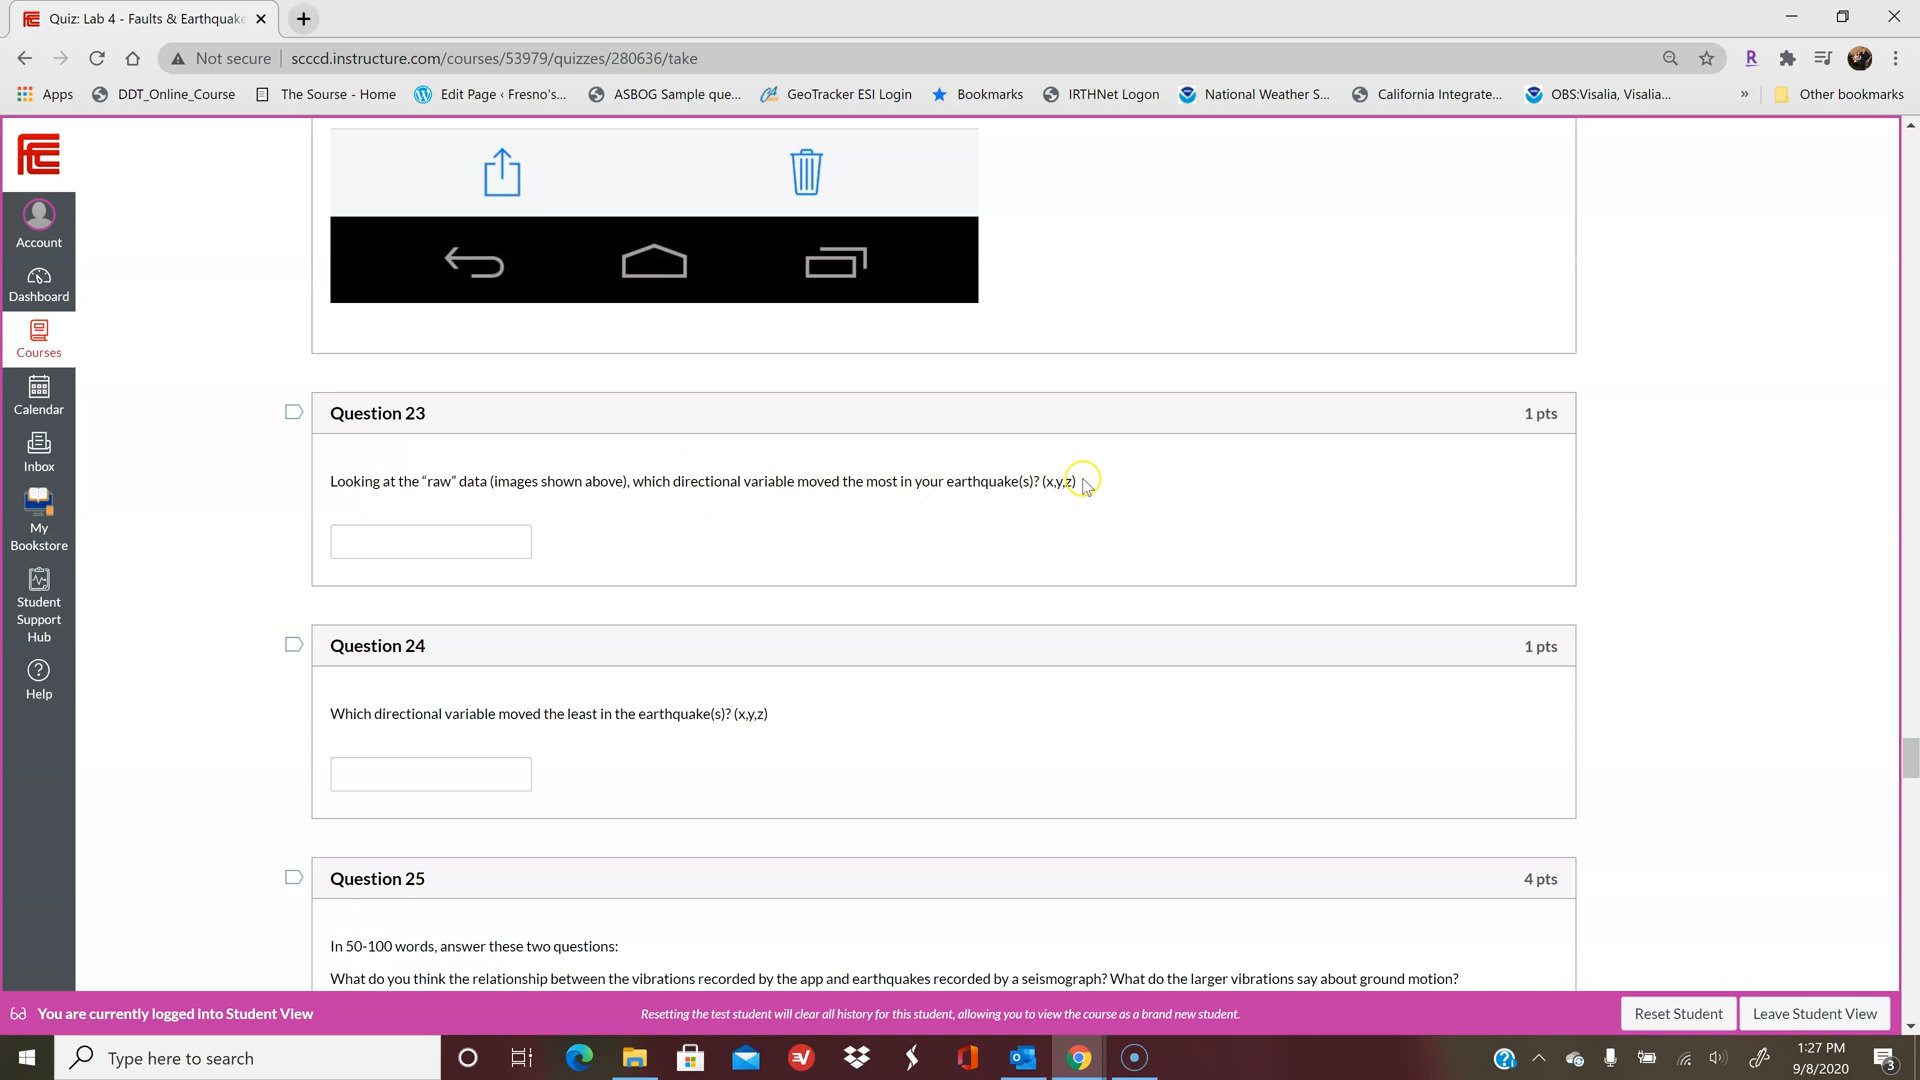 Quiz: Lab 4 - Faults & Earthquake
Not secure
scccd.instructure.com/courses/53979/quizzes/280636/take
R
Apps
DDT_Online_Course
The Sourse - Home
Edit Page ‹ Fresno's...
ASBOG Sample que...
GeoTracker ESI Login
Bookmarks
IRTHNet Logon
National Weather S...
California Integrate...
OBS:Visalia, Visalia...
»
Other bookmarks
Account
Dashboard
Courses
Calendar
Inbox
My
Bookstore
Student
Support
Hub
Help
Question 23
1 pts
Looking at the “raw” data (images shown above), which directional variable moved the most in your earthquake(s)? (x,y,z)
Question 24
1 pts
Which directional variable moved the least in the earthquake(s)? (x,y,z)
Question 25
4 pts
In 50-100 words, answer these two questions:
What do you think the relationship between the vibrations recorded by the app and earthquakes recorded by a seismograph? What do the larger vibrations say about ground motion?
You are currently logged into Student View
Resetting the test student will clear all history for this student, allowing you to view the course as a brand new student.
Reset Student
Leave Student View
Type here to search
1:27 PM
9/8/2020
3